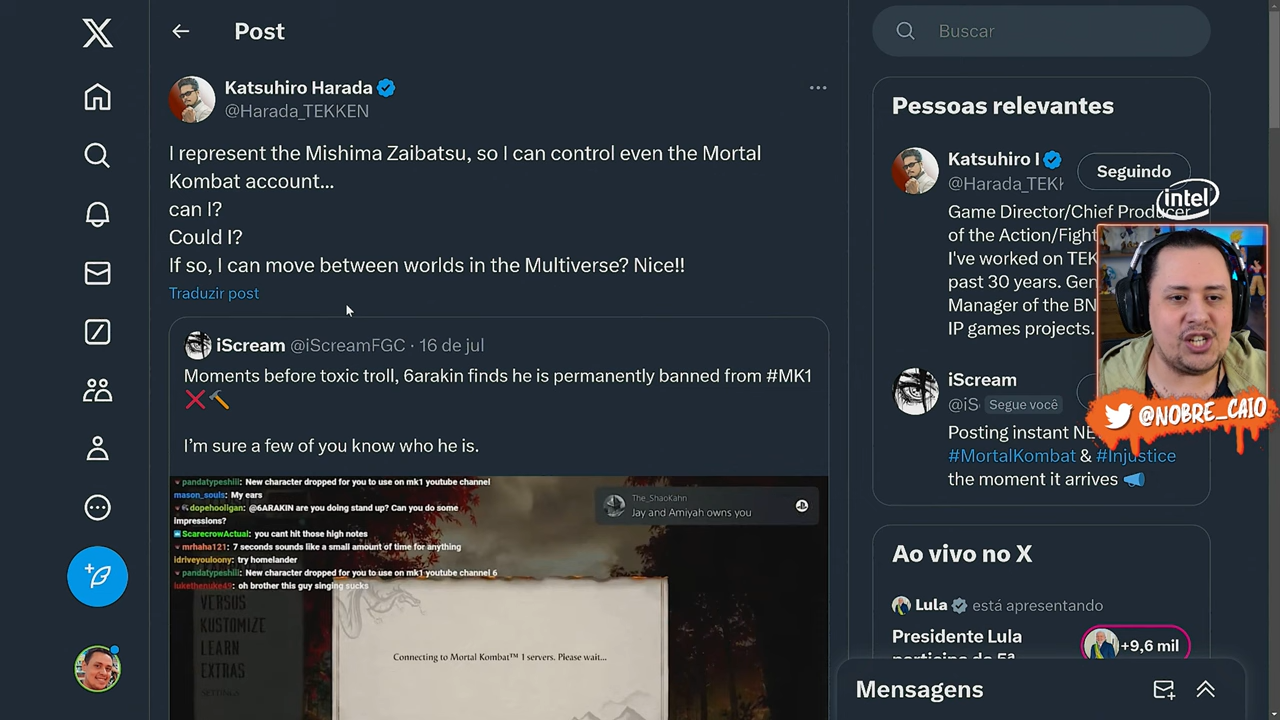 Post
Buscar
Katsuhiro Harada
@Harada_TEKKEN
I represent the Mishima Zaibatsu, so I can control even the Mortal
Kombat account...
can I?
Could I?
If so, I can move between worlds in the Multiverse? Nice!!
Traduzir post
iScream @iScreamFGC · 16 de jul
Moments before toxic troll, 6arakin finds he is permanently banned from #MK1
❌🔨
I'm sure a few of you know who he is.
pandatypeshiii: New character dropped for you to use on mk1 youtube channel
mason_souls: My ears
dopehooligan: @6ARAKIN are you doing stand up? Can you do some
impressions?
ScarecrowActual: you cant hit those high notes
mrhaha121: 7 seconds sounds like a small amount of time for anything
idriveyouloony: try homelander
pandatypeshiii: New character dropped for you to use on mk1 youtube channel 6
lukethenuke49: oh brother this guy singing sucks
The_ShaoKahn
Jay and Amiyah owns you
VERSUS
KUSTOMIZE
LEARN
EXTRAS
Connecting to Mortal Kombat™ 1 servers. Please wait...
Pessoas relevantes
Katsuhiro I
@Harada_TEKK
Seguindo
intel
Game Director/Chief Producer
of the Action/Fight
I've worked on TEK
past 30 years. Gen
Manager of the BN
IP games projects.
iScream
@iS Segue você
Posting instant NE
#MortalKombat & #Injustice
the moment it arrives 📣
@NOBRE_CAIO
Ao vivo no X
Lula está apresentando
Presidente Lula
participa da 5ª
+9,6 mil
Mensagens